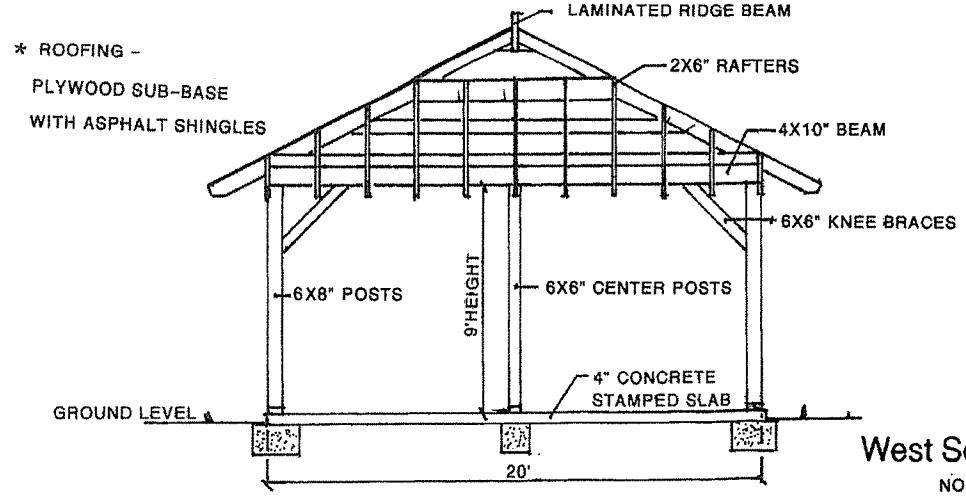 LAMINATED RIDGE BEAM
* ROOFING -
PLYWOOD SUB-BASE
WITH ASPHALT SHINGLES
2X6" RAFTERS
4X10" BEAM
6X6" KNEE BRACES
6X8" POSTS
9'HEIGHT
6X6" CENTER POSTS
4" CONCRETE
STAMPED SLAB
GROUND LEVEL
20'
West